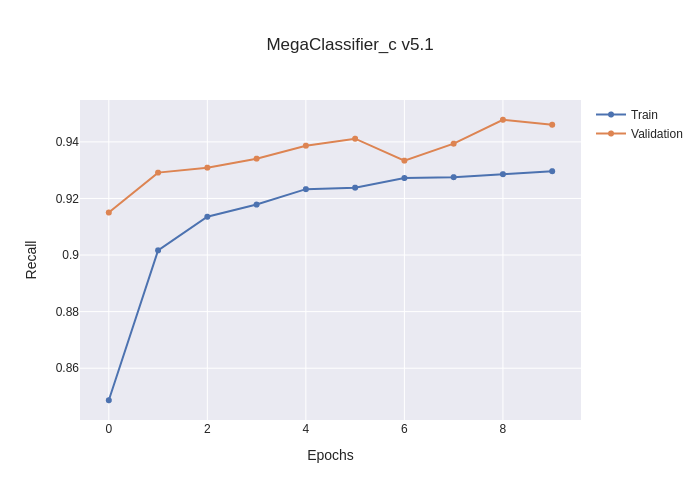 MegaClassifier_c v5.1
Train
Validation
0.94
0.92
0.9
0.88
0.86
Recall
0 2 4 6 8
Epochs